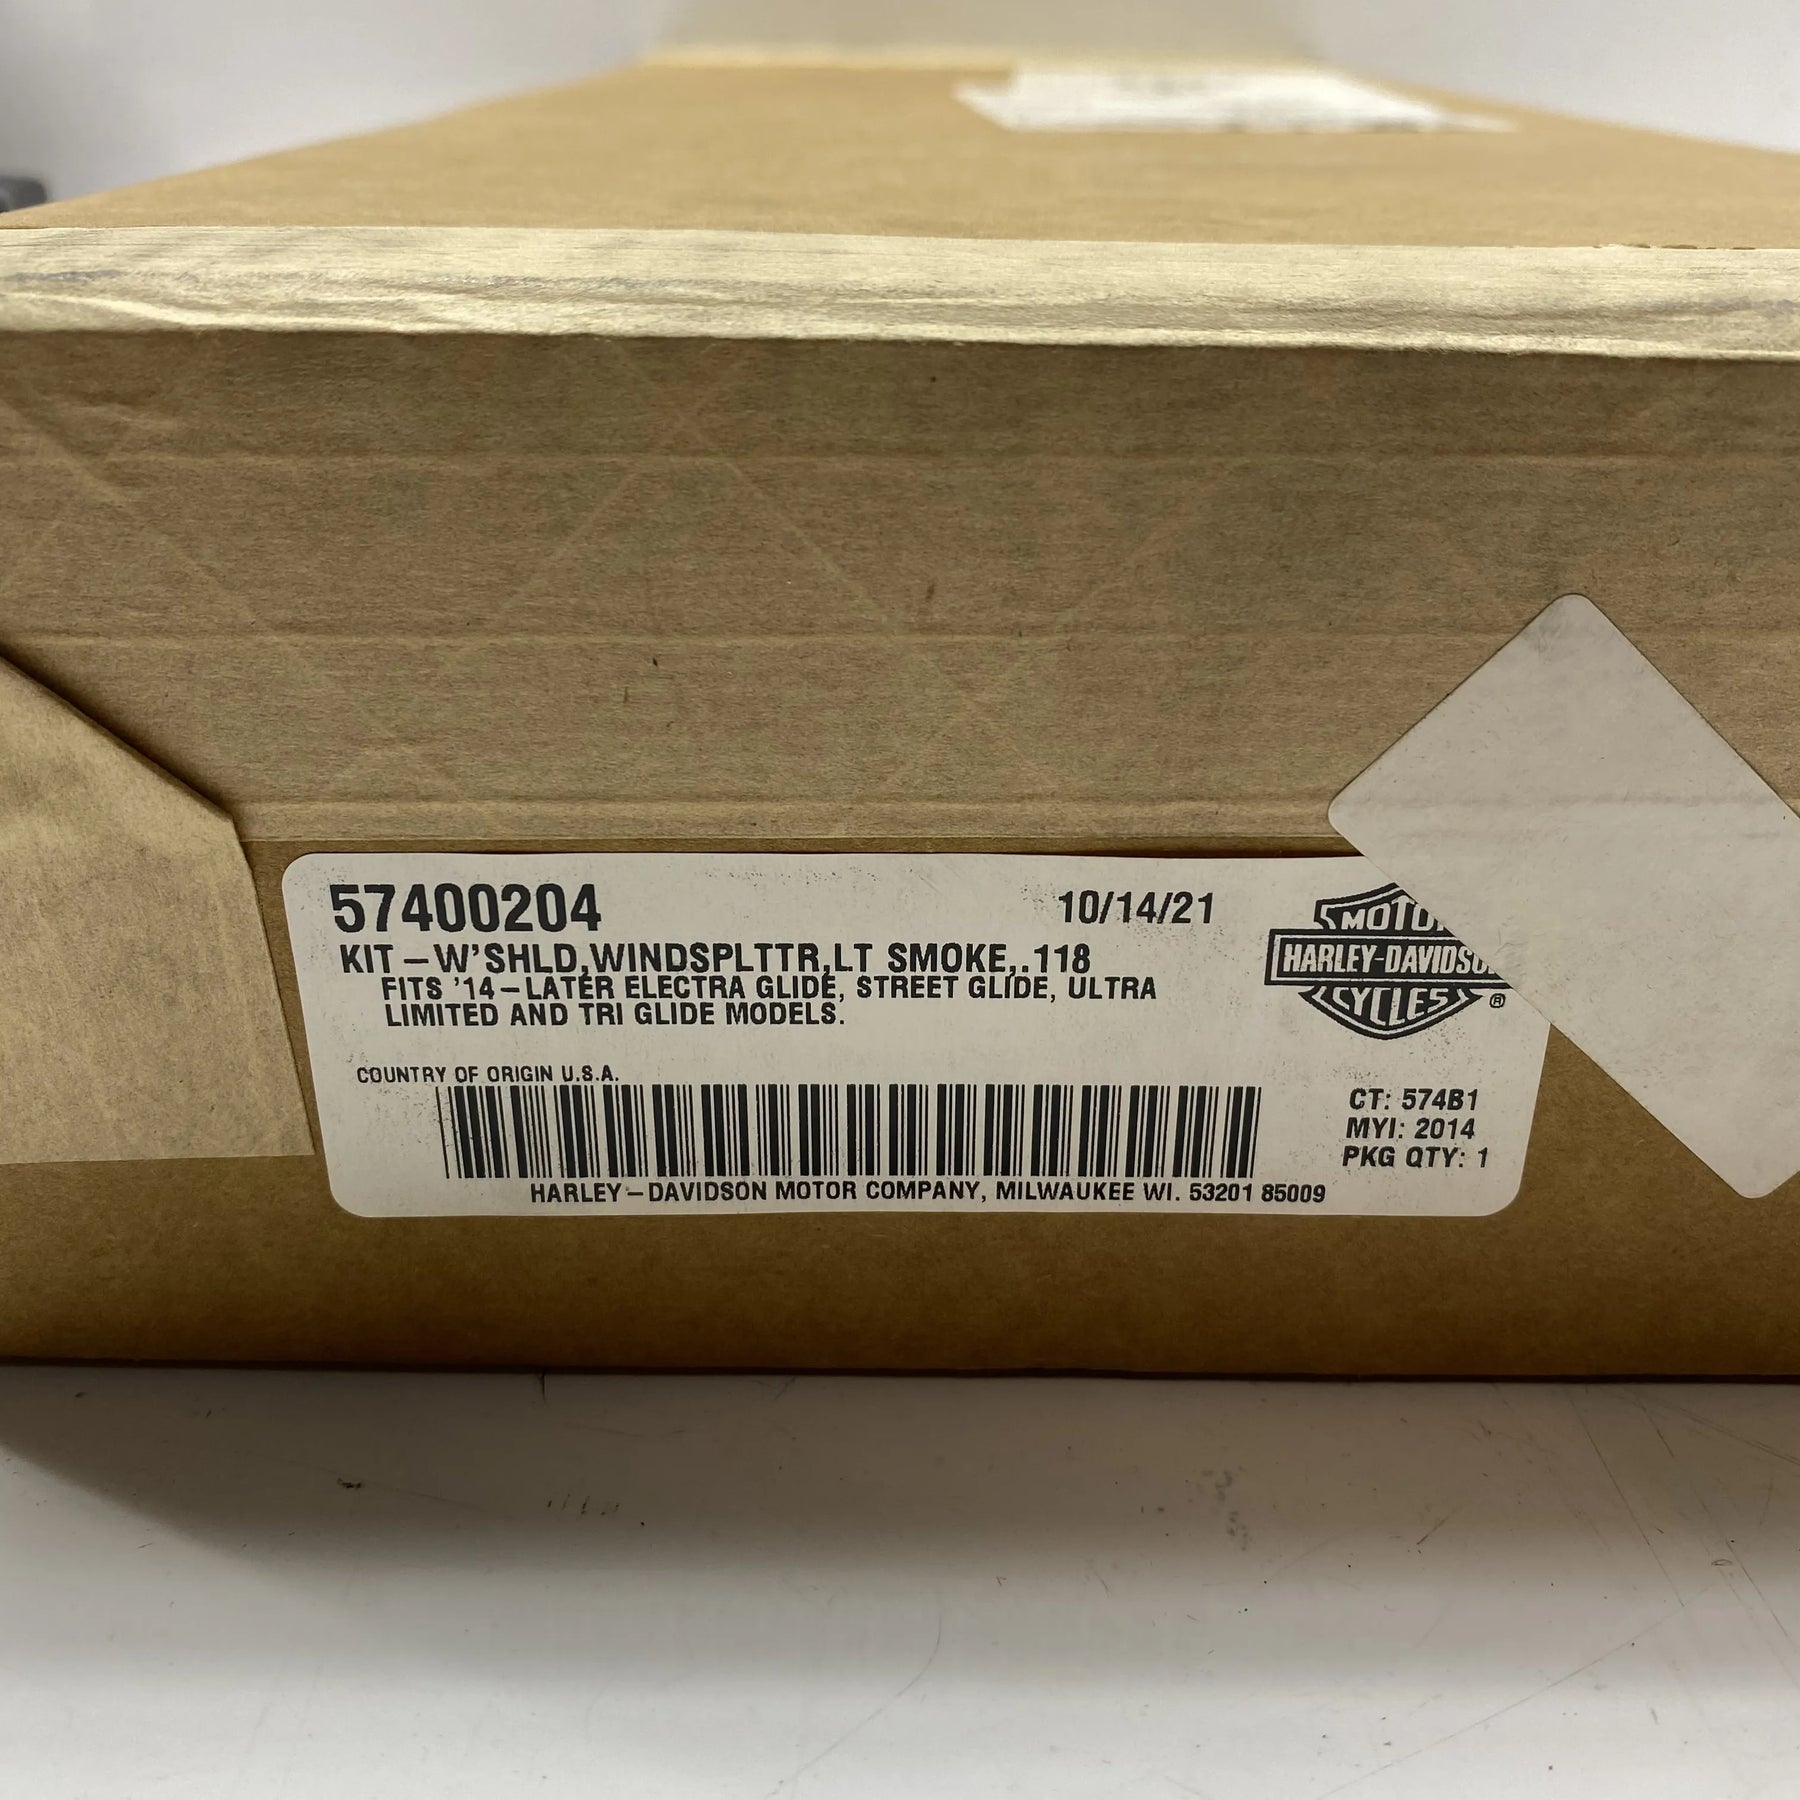 57400204
10/14/21
KIT-W'SHLD,WINDSPLTTR,LT SMOKE,.118
FITS '14-LATER ELECTRA GLIDE, STREET GLIDE, ULTRA
LIMITED AND TRI GLIDE MODELS.
MOTO
HARLEY-DAVIDSO
CYCLES
®
COUNTRY OF ORIGIN U.S.A.
CT: 574B1
MYI: 2014
PKG QTY: 1
HARLEY-DAVIDSON MOTOR COMPANY, MILWAUKEE WI. 53201 85009